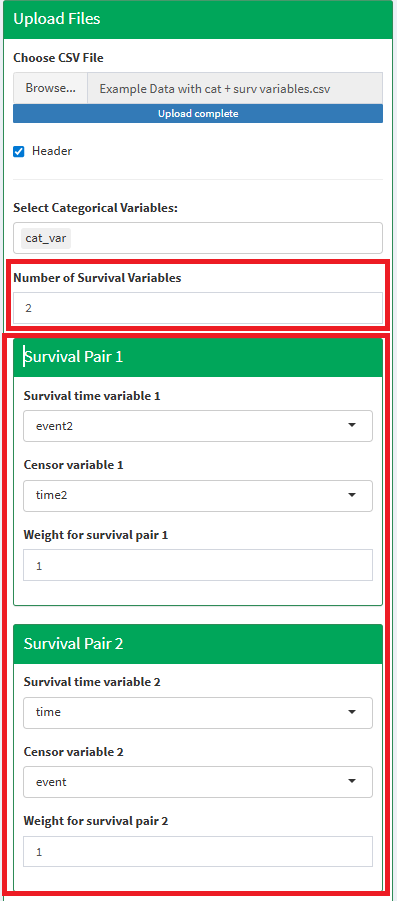 Upload Files
Choose CSV File
Browse... Example Data with cat + surv variables.csv
Upload complete
Header
Select Categorical Variables:
cat_var
Number of Survival Variables
2
Survival Pair 1
Survival time variable 1
event2
Censor variable 1
time2
Weight for survival pair 1
1
Survival Pair 2
Survival time variable 2
time
Censor variable 2
event
Weight for survival pair 2
1